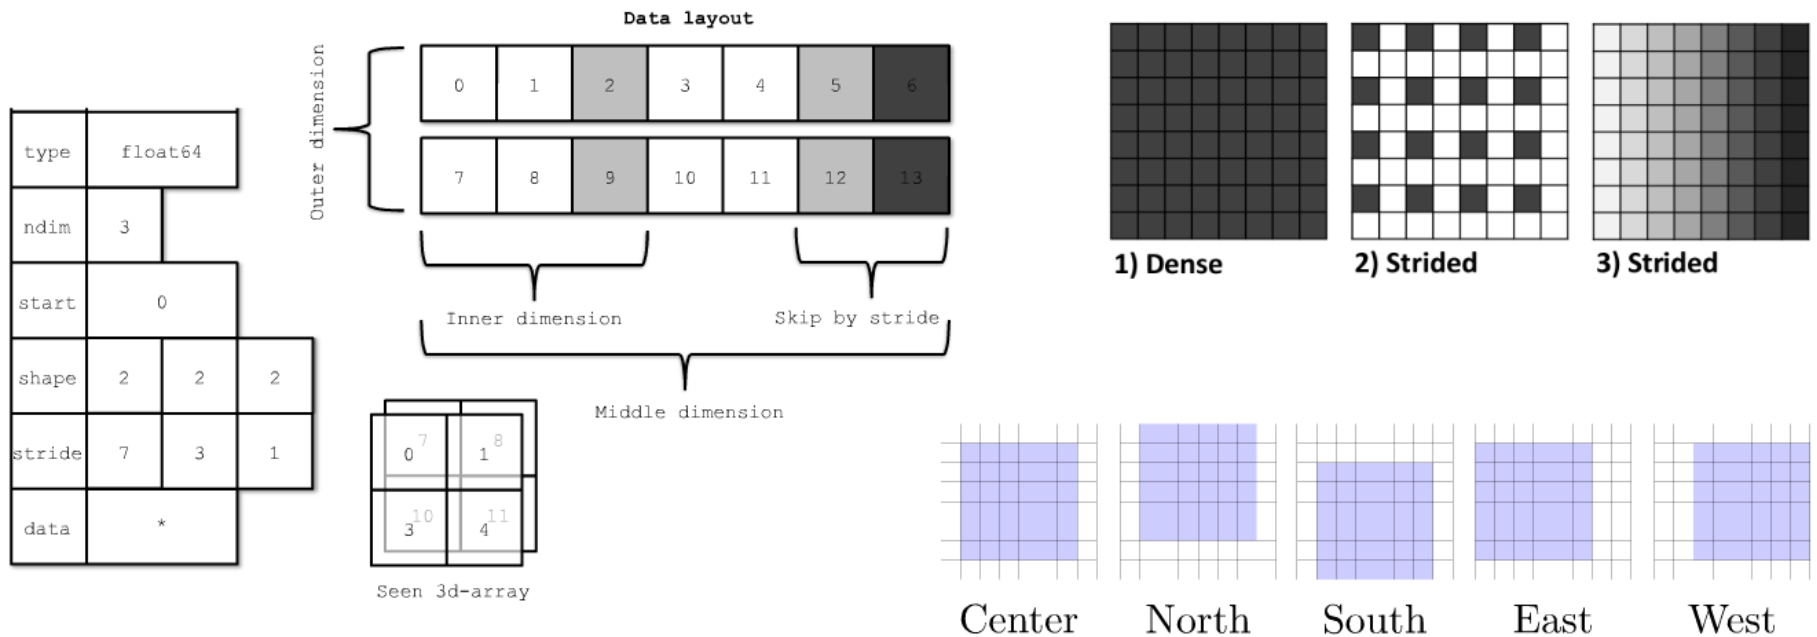 type float64
ndim 3
start 0
shape 2 2 2
stride 7 3 1
data *
Data layout
Outer dimension
0 1 2 3 4 5 6
7 8 9 10 11 12 13
Inner dimension
Skip by stride
Middle dimension
0 7 1 8
3 10 4 11
Seen 3d-array
1) Dense
2) Strided
3) Strided
Center
North
South
East
West